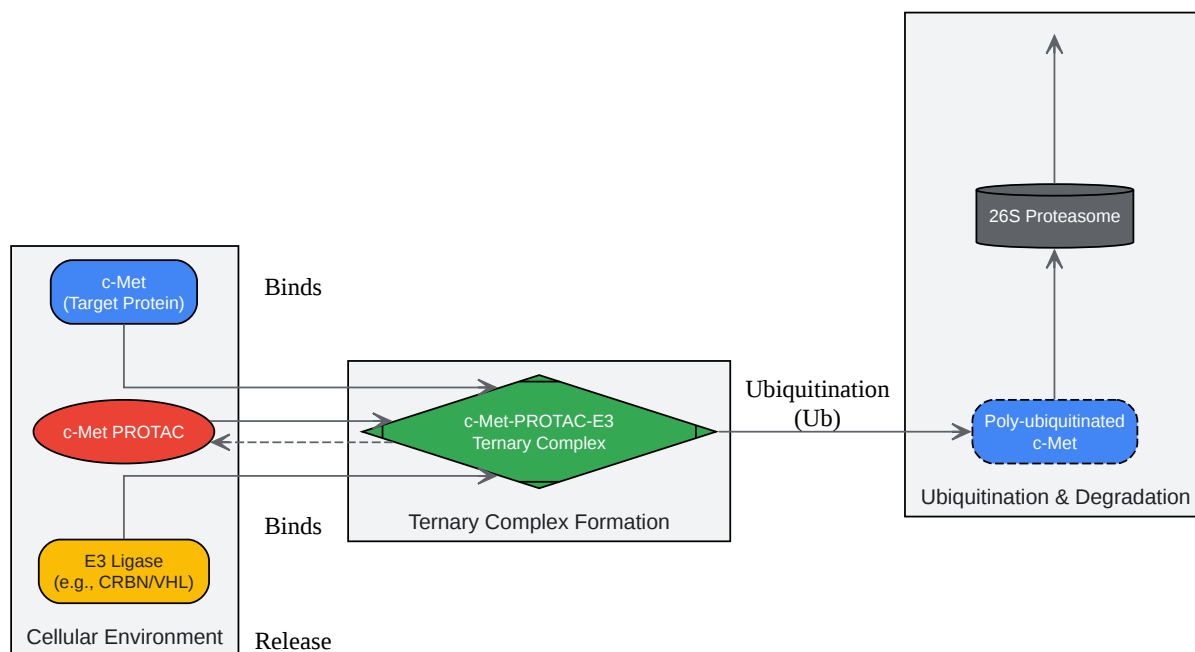 c-Met
(Target Protein)
c-Met PROTAC
E3 Ligase
(e.g., CRBN/VHL)
Cellular Environment
Binds
Binds
Release
c-Met-PROTAC-E3
Ternary Complex
Ternary Complex Formation
Ubiquitination
(Ub)
26S Proteasome
Poly-ubiquitinated
c-Met
Ubiquitination & Degradation